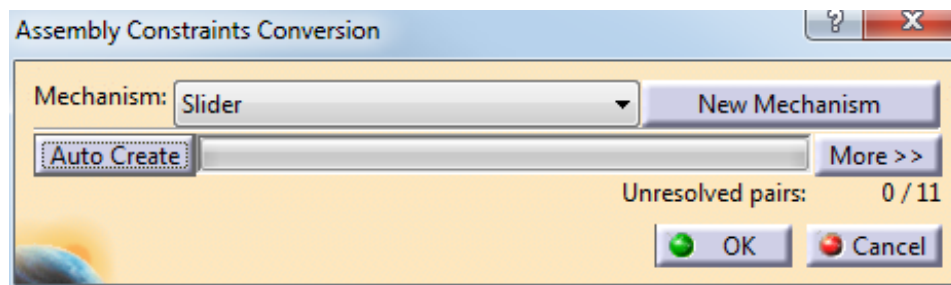 Assembly Constraints Conversion
Mechanism: Slider New Mechanism
Auto Create More >>
Unresolved pairs: 0 / 11
OK Cancel